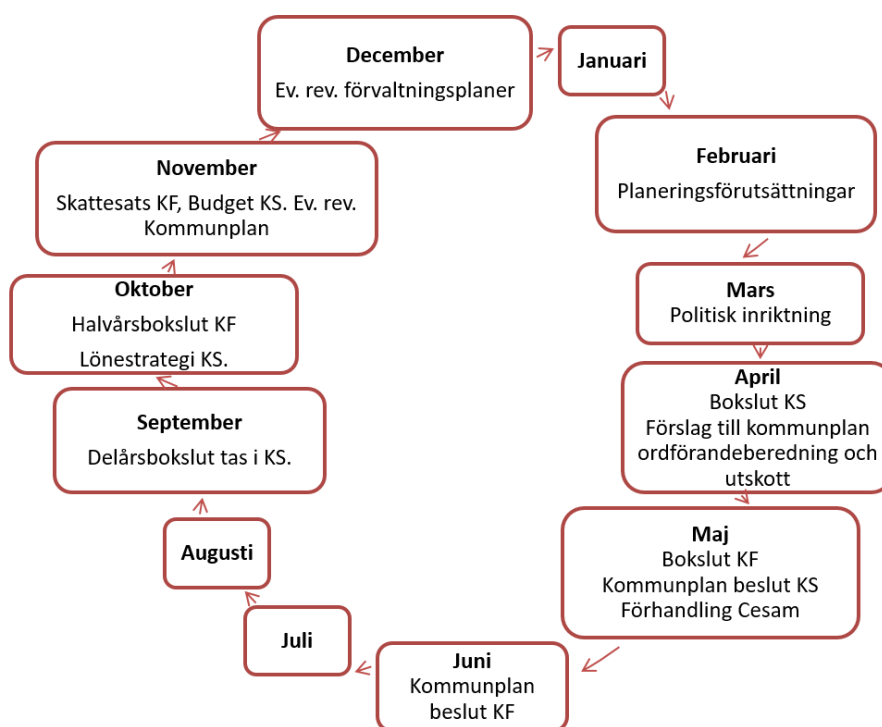 December
Ev. rev. förvaltningsplaner
Januari
Februari
Planeringsförutsättningar
Mars
Politisk inriktning
April
Bokslut KS
Förslag till kommunplan
ordförandeberedning och
utskott
Maj
Bokslut KF
Kommunplan beslut KS
Förhandling Cesam
Juni
Kommunplan
beslut KF
Juli
Augusti
September
Delårsbokslut tas i KS.
Oktober
Halvårsbokslut KF
Lönestrategi KS.
November
Skattesats KF, Budget KS. Ev. rev.
Kommunplan